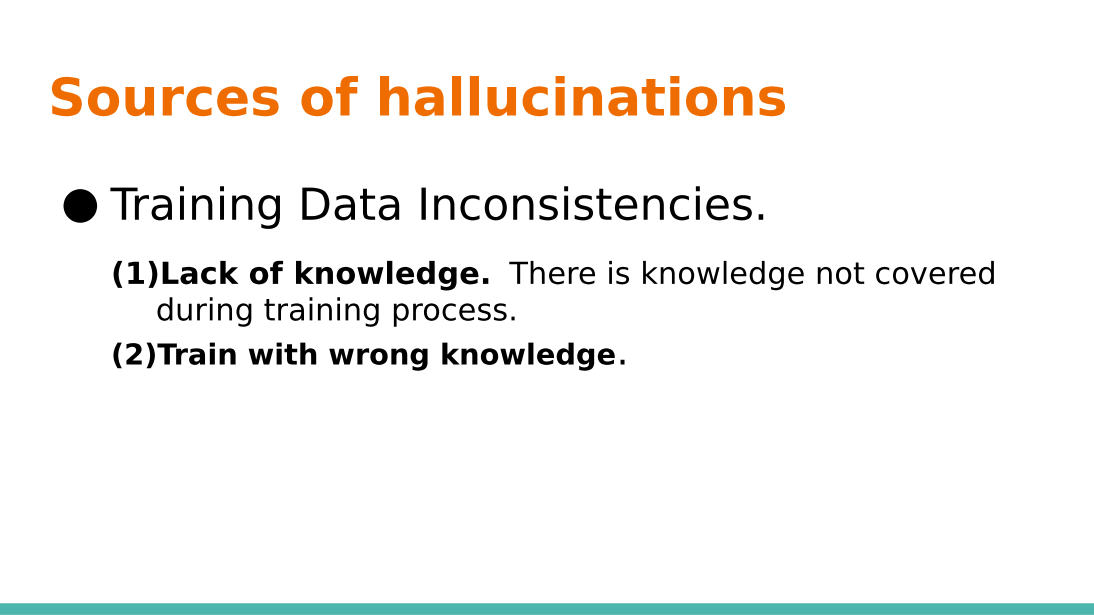 Sources of hallucinations
● Training Data Inconsistencies.
(1)Lack of knowledge.  There is knowledge not covered
during training process.
(2)Train with wrong knowledge.